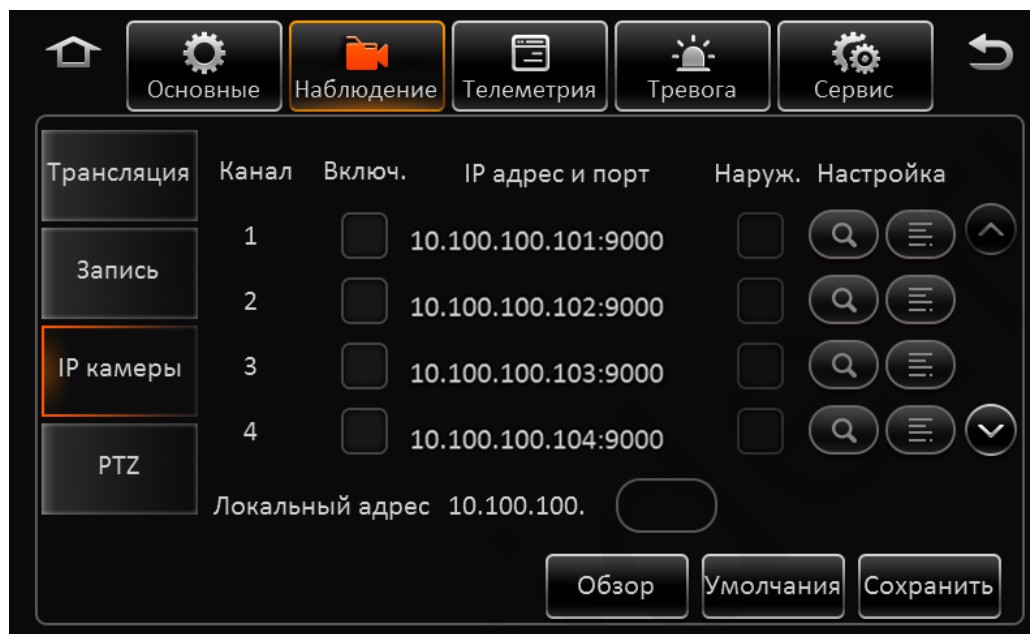 Основные Наблюдение Телеметрия Тревога Сервис
Трансляция
Запись
IP камеры
PTZ
Канал Включ. IP адрес и порт Наруж. Настройка
1 10.100.100.101:9000
2 10.100.100.102:9000
3 10.100.100.103:9000
4 10.100.100.104:9000
Локальный адрес 10.100.100.
Обзор Умолчания Сохранить